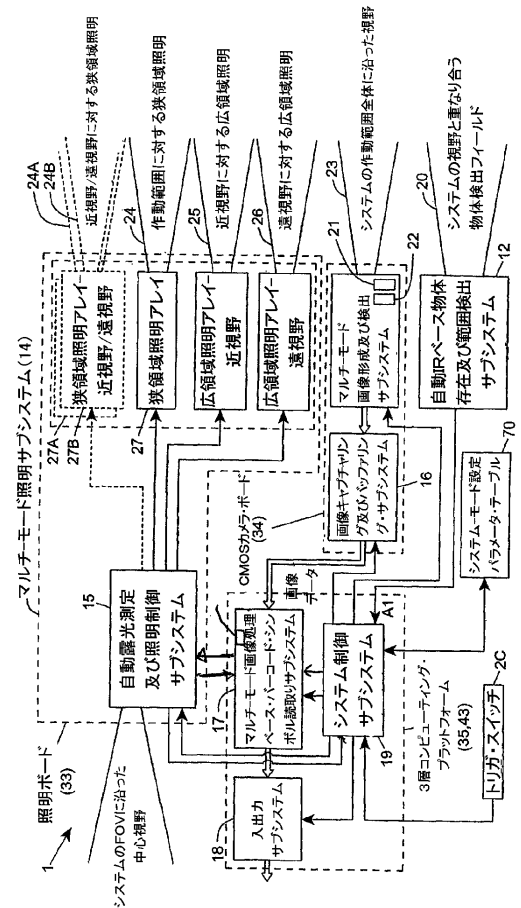 マルチ-モード照明サブシステム(14)
照明ボード
(33)
1
システムのFOVに沿った
中心視野
15
自動露光測定
及び照明制御
サブシステム
27A
27B
狭領域照明アレイー
近視野/遠視野
24A
24B
近視野/遠視野に対する狭領域照明
27
狭領域照明アレイ
24
作動範囲に対する狭領域照明
広領域照明アレイー
近視野
25
近視野に対する広領域照明
広領域照明アレイー
遠視野
26
遠視野に対する広領域照明
CMOSカメラ・ボード
(34)
画像キャプチャリン
グ及びバッファリン
グ・サブシステム
16
マルチ-モード
画像形成及び検出
サブシステム
21
22
23
システムの作動範囲全体に沿った視野
自動IRベース物体
存在及び範囲検出
サブシステム
12
20
システムの視野と重なり合う
物体検出フィールド
画像
データ
17
マルチ-モード画像処理
ベース・バーコード・シン
ボル読取りサブシステム
18
入出力
サブシステム
システム制御
サブシステム
19
A1
3層コンピューティング・
プラットフォーム
(35,43)
システム-モード設定
パラメータ・テーブル
70
トリガ・スイッチ
2C